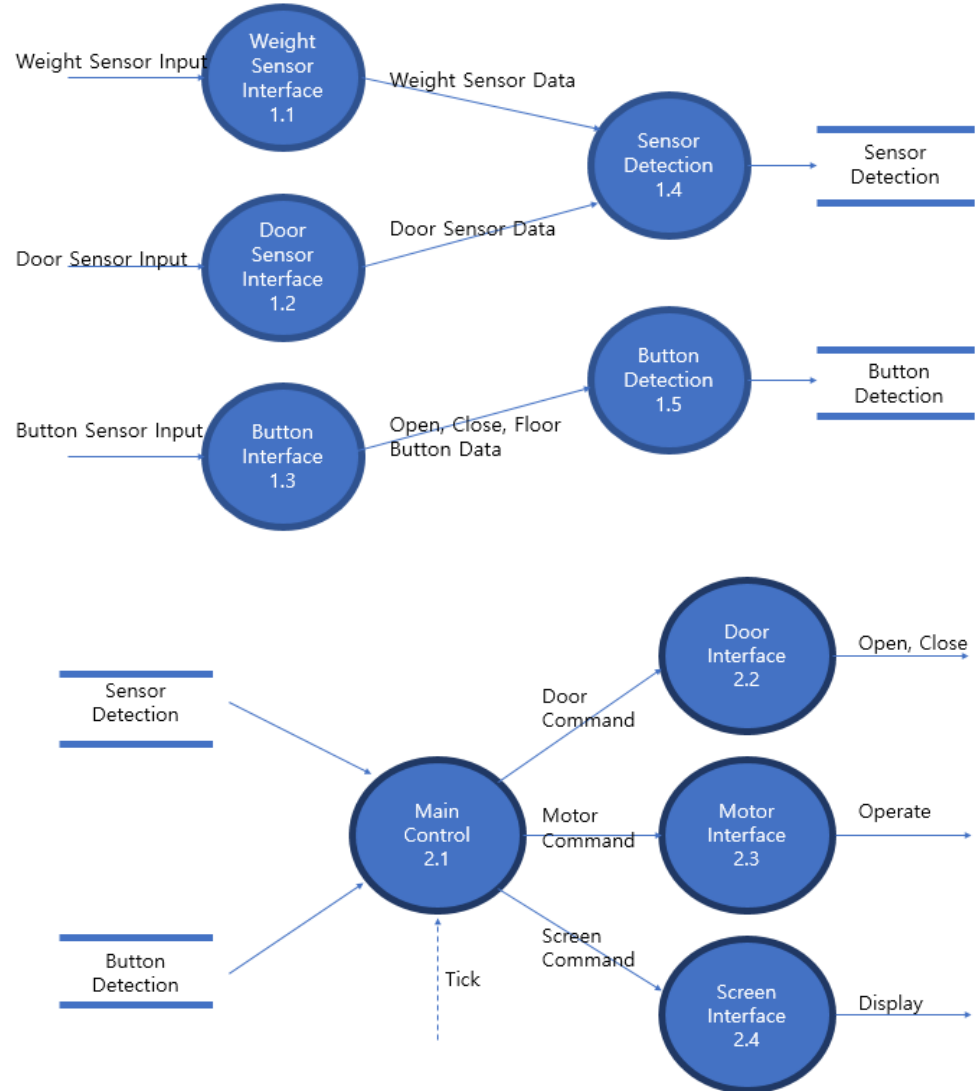 Weight Sensor Input
Weight
Sensor
Interface
1.1
Weight Sensor Data
Sensor
Detection
1.4
Sensor
Detection
Door Sensor Input
Door
Sensor
Interface
1.2
Door Sensor Data
Button Sensor Input
Button
Interface
1.3
Open, Close, Floor
Button Data
Button
Detection
1.5
Button
Detection
Sensor
Detection
Button
Detection
Main
Control
2.1
Tick
Door
Command
Door
Interface
2.2
Open, Close
Motor
Command
Motor
Interface
2.3
Operate
Screen
Command
Screen
Interface
2.4
Display